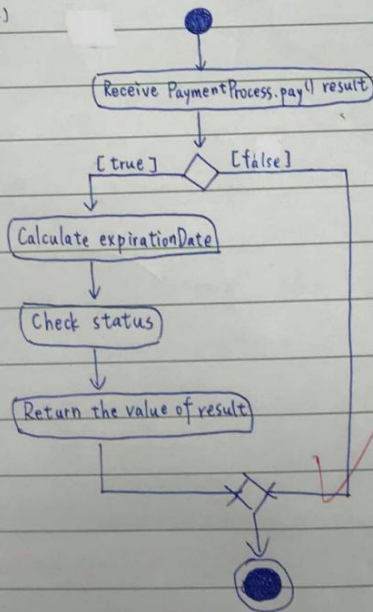 Receive PaymentProcess.pay() result
[true]
[false]
Calculate expirationDate
Check status
Return the value of result